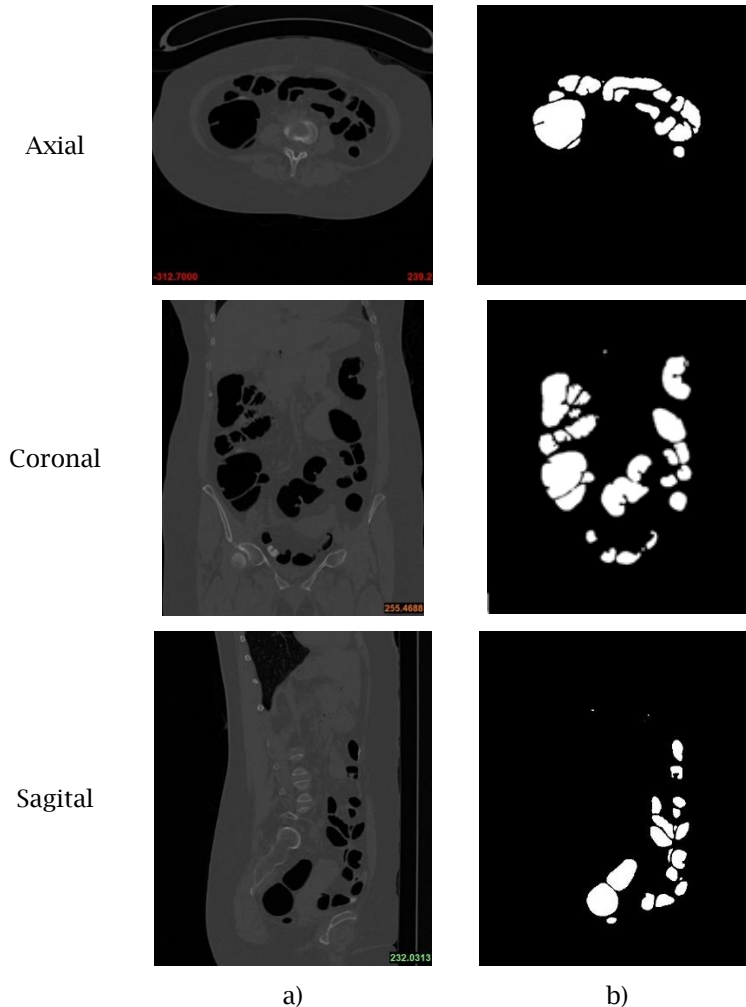 Axial
-312.7000 239.2
Coronal
255.4688
Sagital
232.0313
a) b)